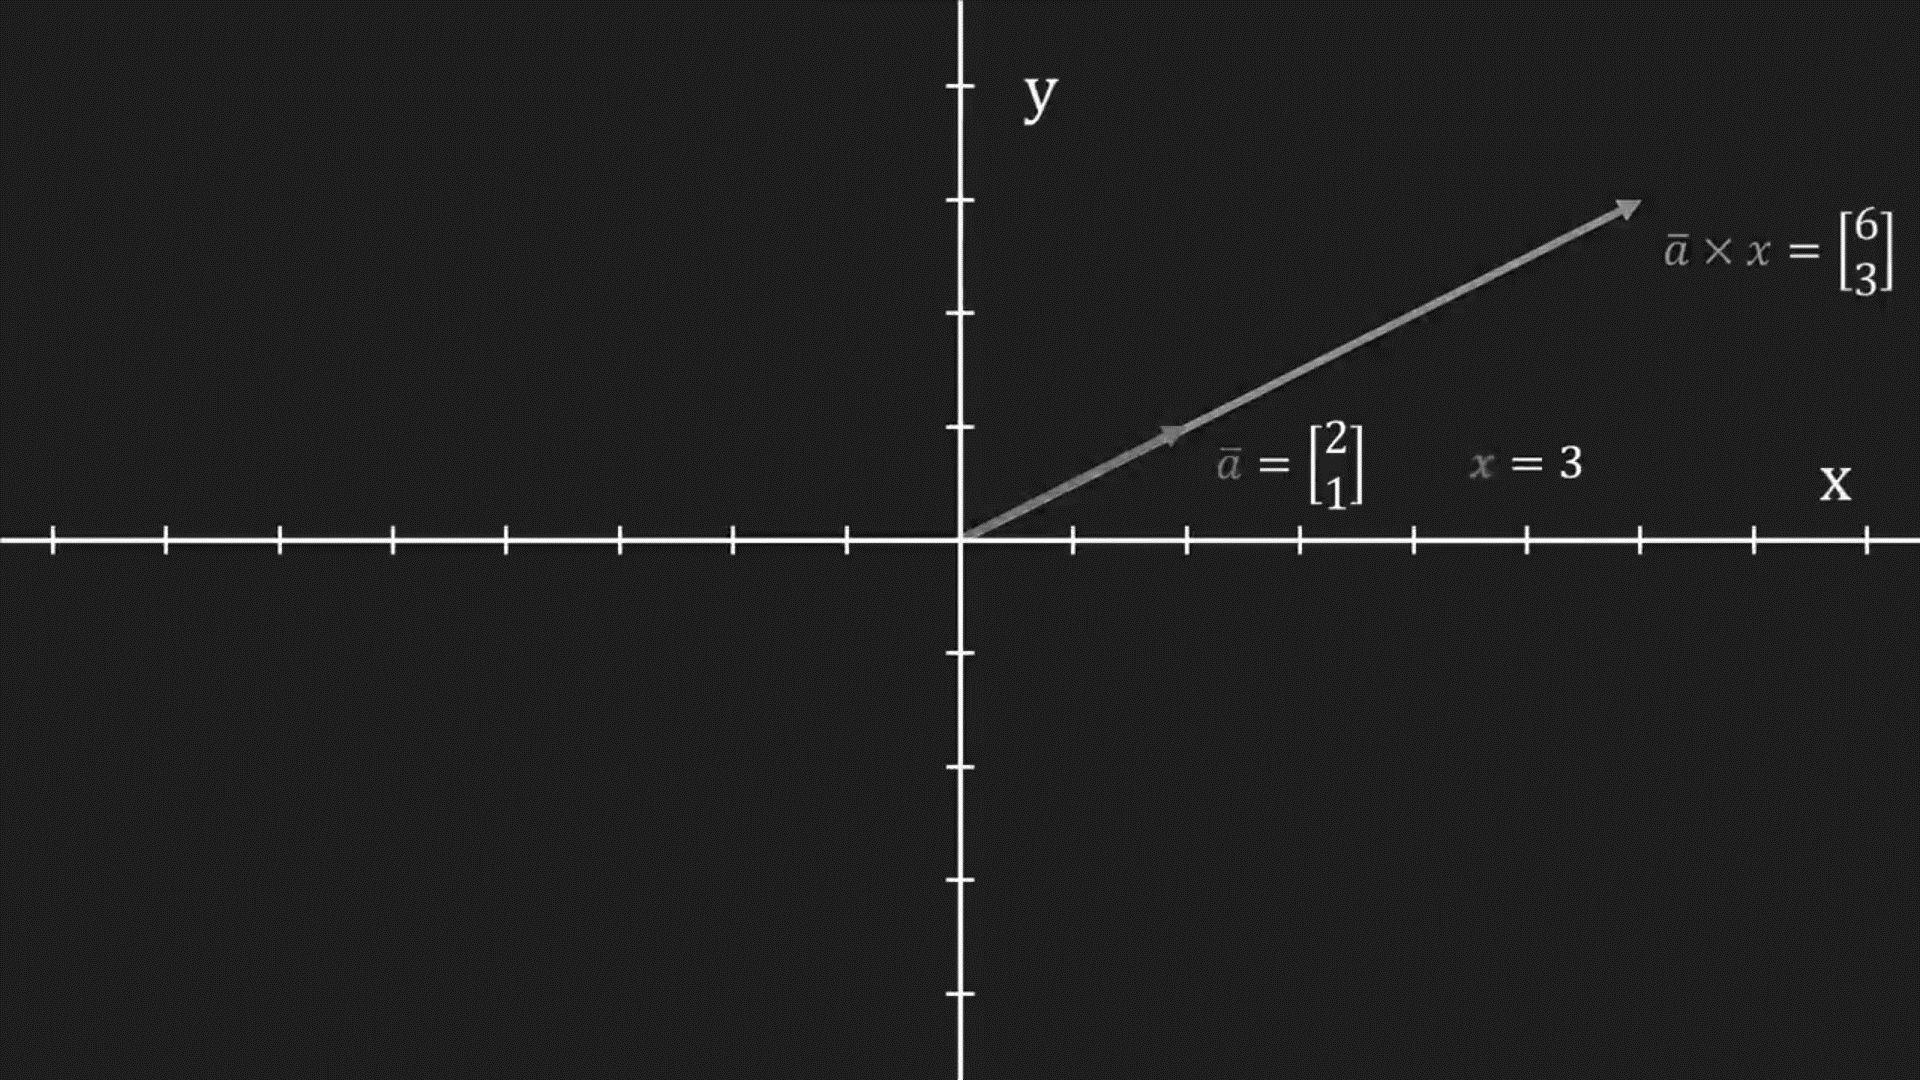 y
ā × x = [6 3]
ā = [2 1]
x = 3
x